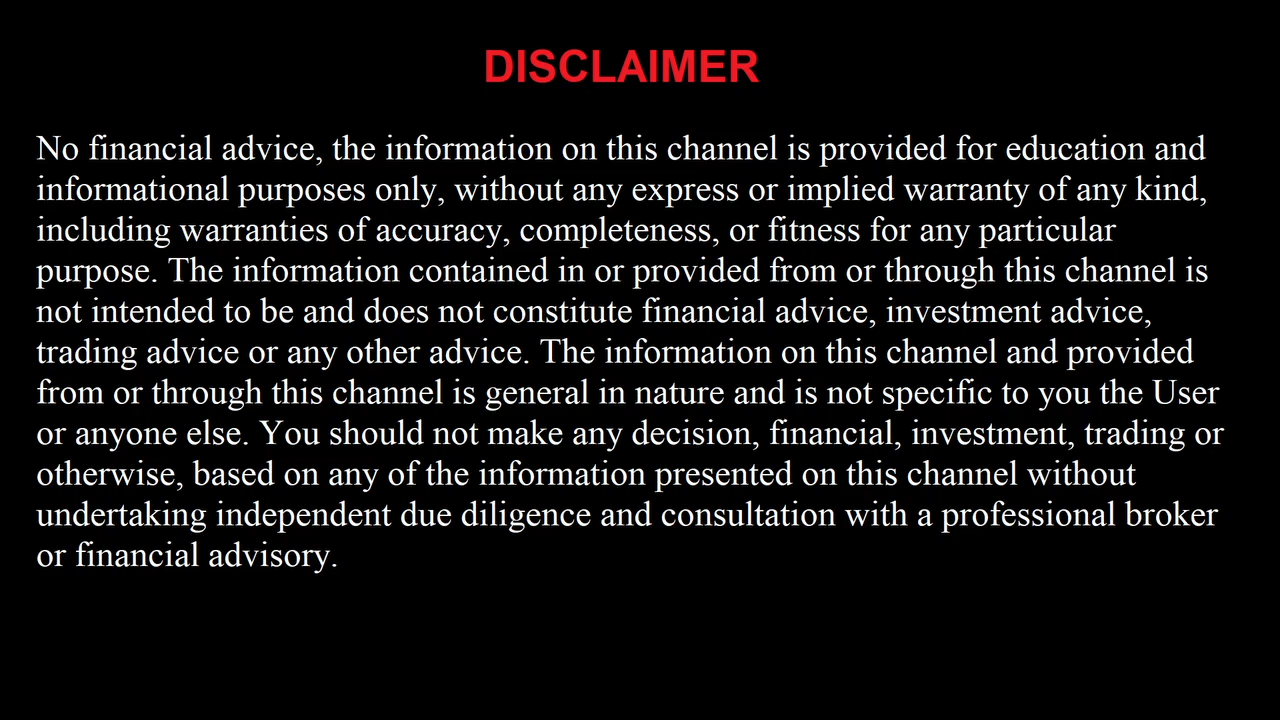 DISCLAIMER
No financial advice, the information on this channel is provided for education and
informational purposes only, without any express or implied warranty of any kind,
including warranties of accuracy, completeness, or fitness for any particular
purpose. The information contained in or provided from or through this channel is
not intended to be and does not constitute financial advice, investment advice,
trading advice or any other advice. The information on this channel and provided
from or through this channel is general in nature and is not specific to you the User
or anyone else. You should not make any decision, financial, investment, trading or
otherwise, based on any of the information presented on this channel without
undertaking independent due diligence and consultation with a professional broker
or financial advisory.